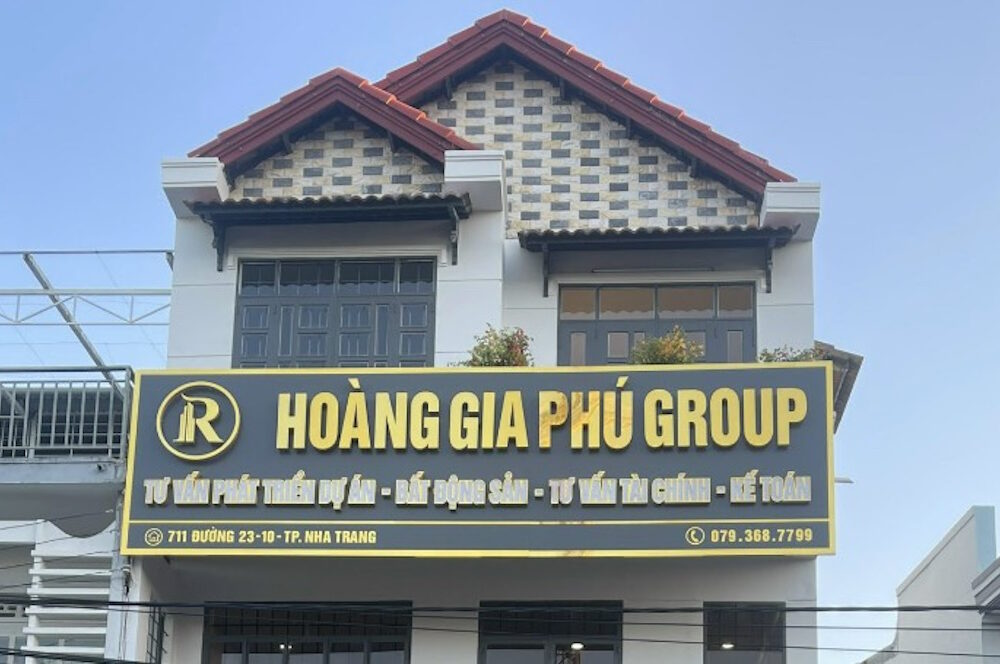 R
HOÀNG GIA PHÚ GROUP
TƯ VẤN PHÁT TRIỂN DỰ ÁN - BẤT ĐỘNG SẢN - TƯ VẤN TÀI CHÍNH - KẾ TOÁN
711 ĐƯỜNG 23-10 - TP. NHA TRANG
079.368.7799